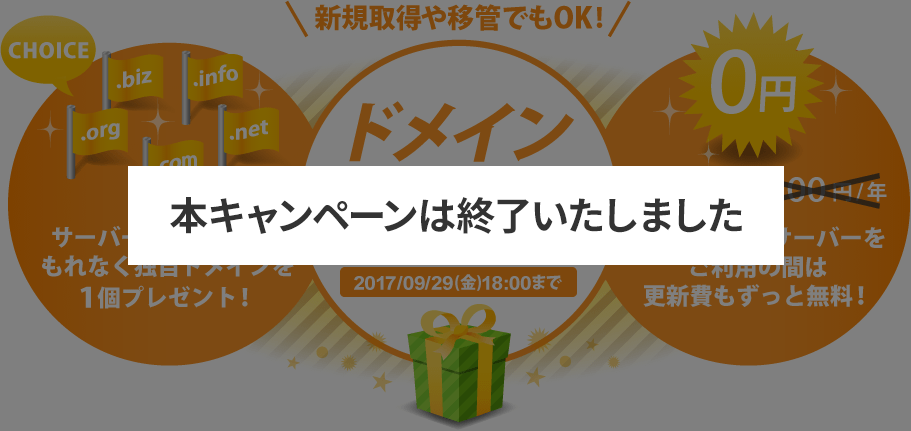 新規取得や移管でもOK!
CHOICE
.biz
.info
.org
.net
.com
ドメイン
0円
00円/年
本キャンペーンは終了いたしました
サーバー
もれなく独自ドメインを
1個プレゼント!
2017/09/29(金)18:00まで
サーバーを
ご利用の間は
更新費もずっと無料!